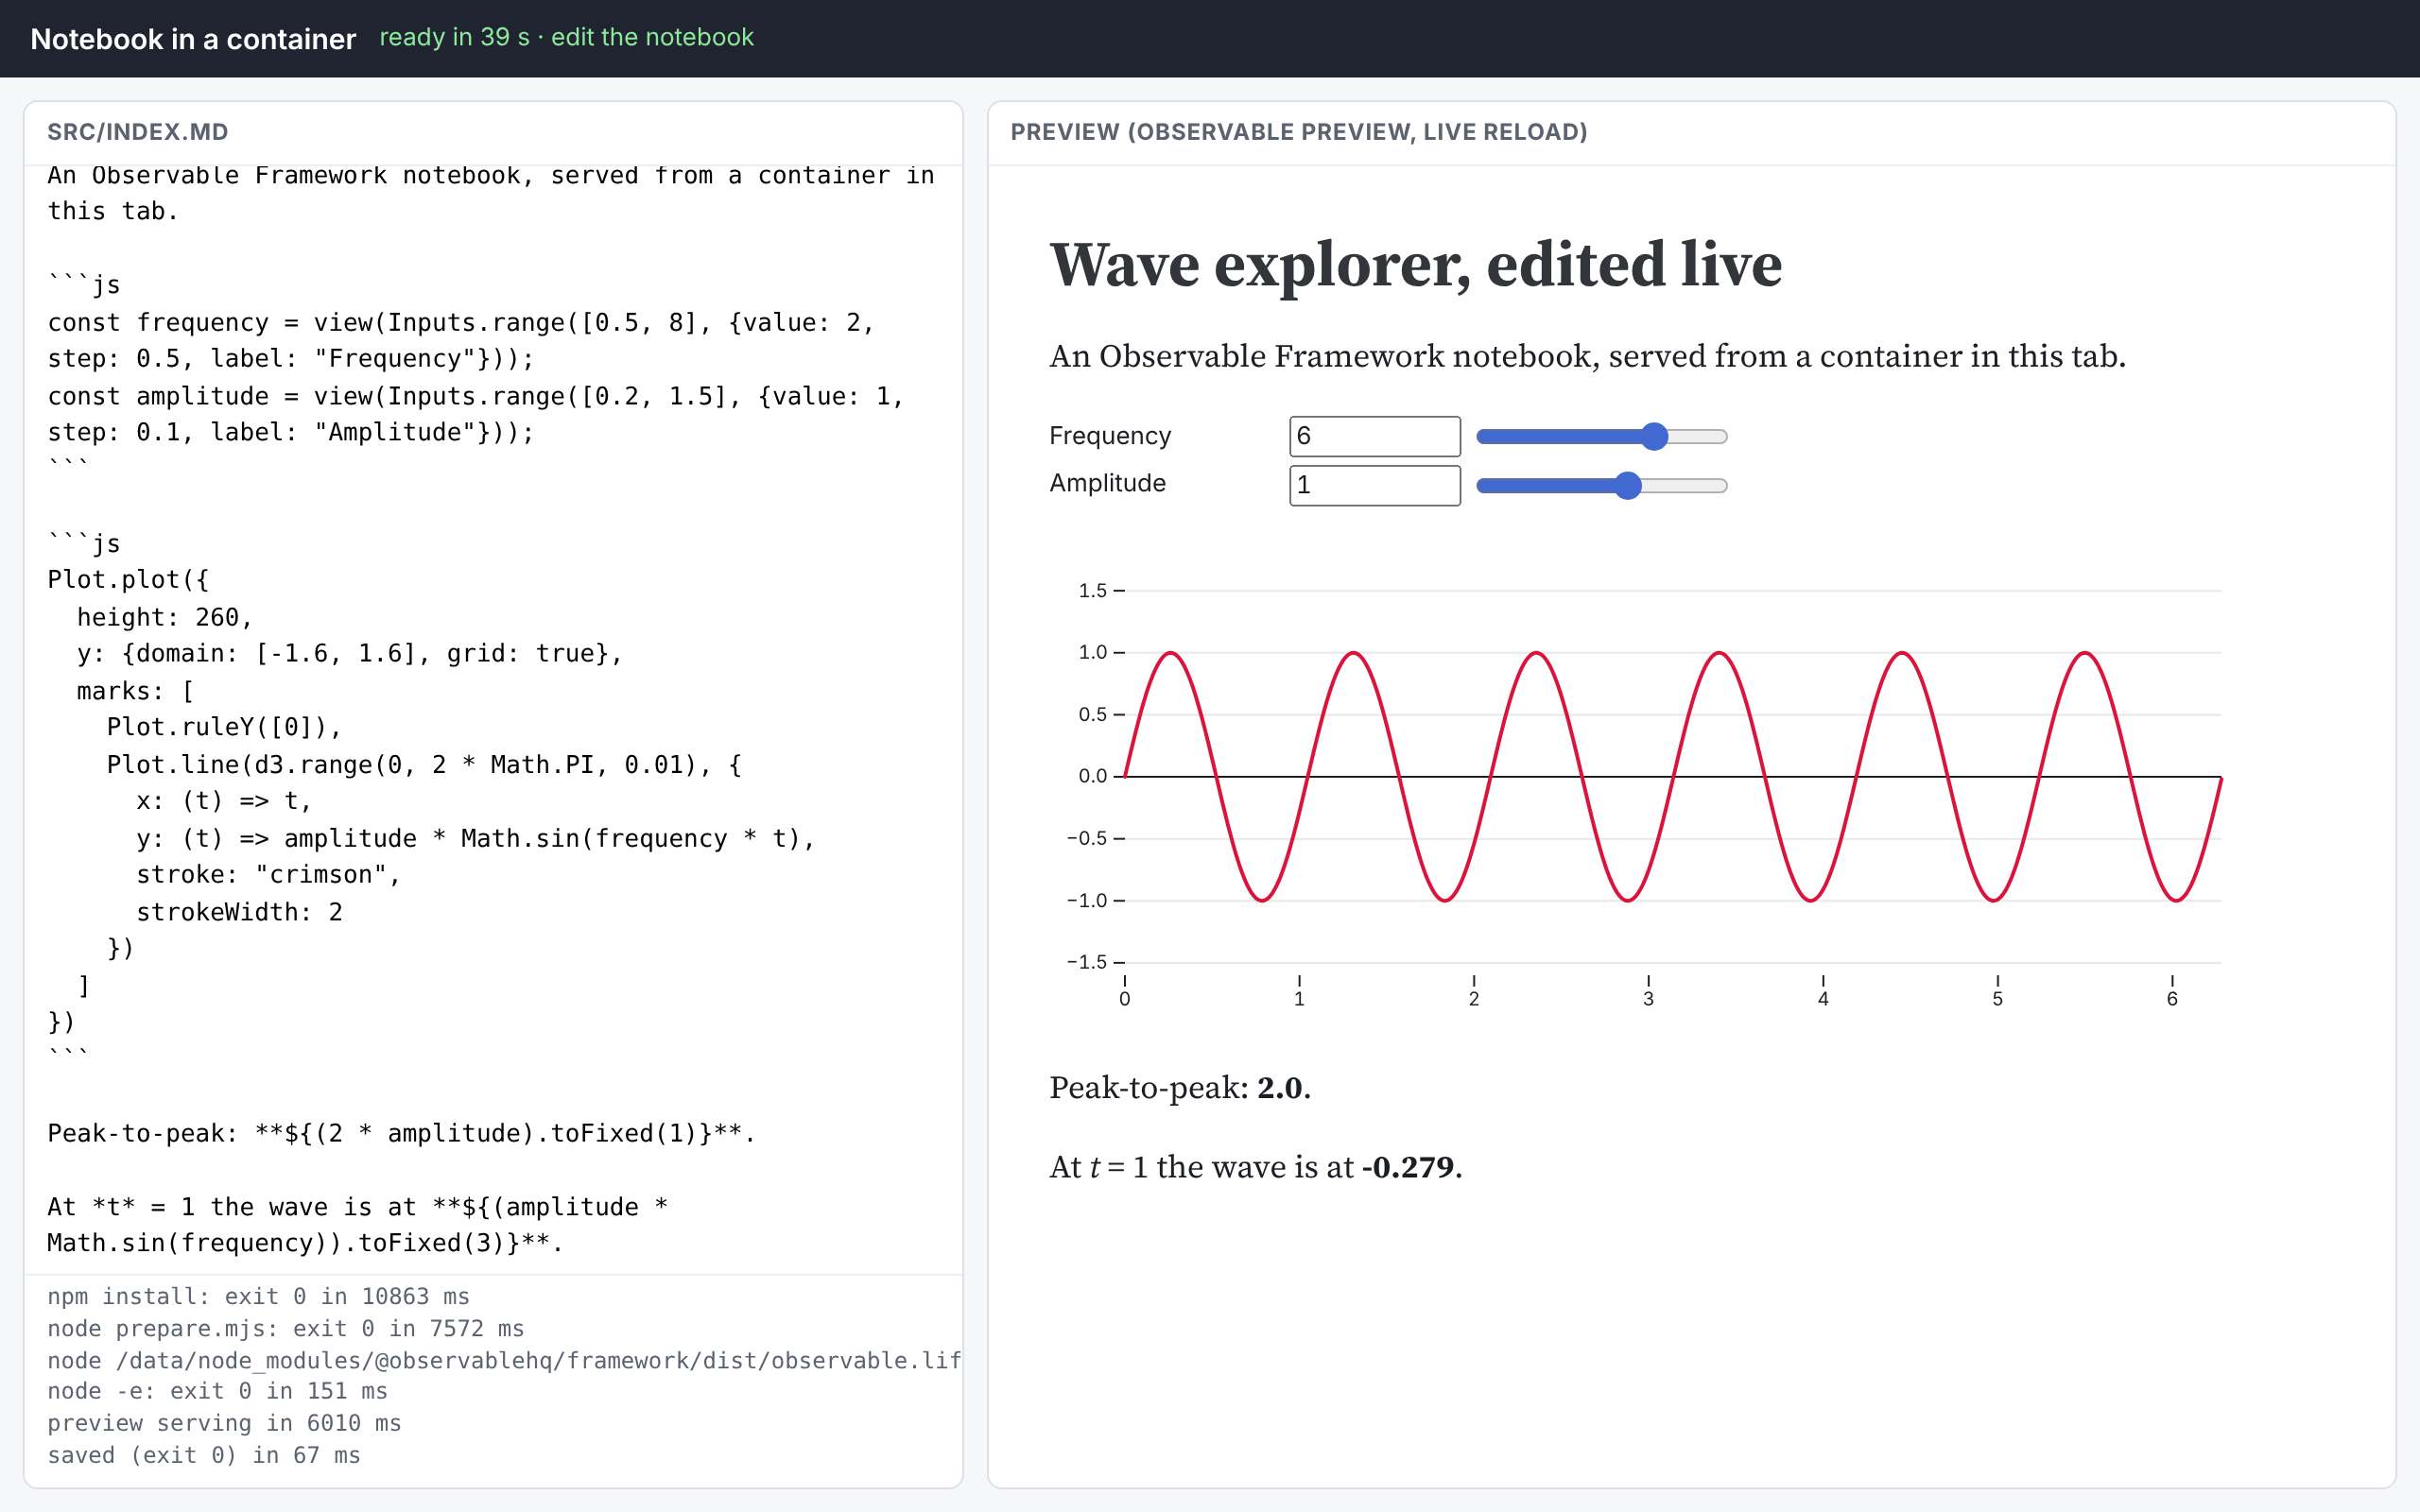 Notebook in a container
ready in 39 s · edit the notebook
SRC/INDEX.MD
An Observable Framework notebook, served from a container in
this tab.
```js
const frequency = view(Inputs.range([0.5, 8], {value: 2,
step: 0.5, label: "Frequency"}));
const amplitude = view(Inputs.range([0.2, 1.5], {value: 1,
step: 0.1, label: "Amplitude"}));
```
```js
Plot.plot({
  height: 260,
  y: {domain: [-1.6, 1.6], grid: true},
  marks: [
    Plot.ruleY([0]),
    Plot.line(d3.range(0, 2 * Math.PI, 0.01), {
      x: (t) => t,
      y: (t) => amplitude * Math.sin(frequency * t),
      stroke: "crimson",
      strokeWidth: 2
    })
  ]
})
```
Peak-to-peak: **${(2 * amplitude).toFixed(1)}**.
At *t* = 1 the wave is at **${(amplitude *
Math.sin(frequency)).toFixed(3)}**.
npm install: exit 0 in 10863 ms
node prepare.mjs: exit 0 in 7572 ms
node /data/node_modules/@observablehq/framework/dist/observable.lif
node -e: exit 0 in 151 ms
preview serving in 6010 ms
saved (exit 0) in 67 ms
PREVIEW (OBSERVABLE PREVIEW, LIVE RELOAD)
Wave explorer, edited live
An Observable Framework notebook, served from a container in this tab.
Frequency 6
Amplitude 1
1.5
1.0
0.5
0.0
−0.5
−1.0
−1.5
0 1 2 3 4 5 6
Peak-to-peak: 2.0.
At t = 1 the wave is at -0.279.